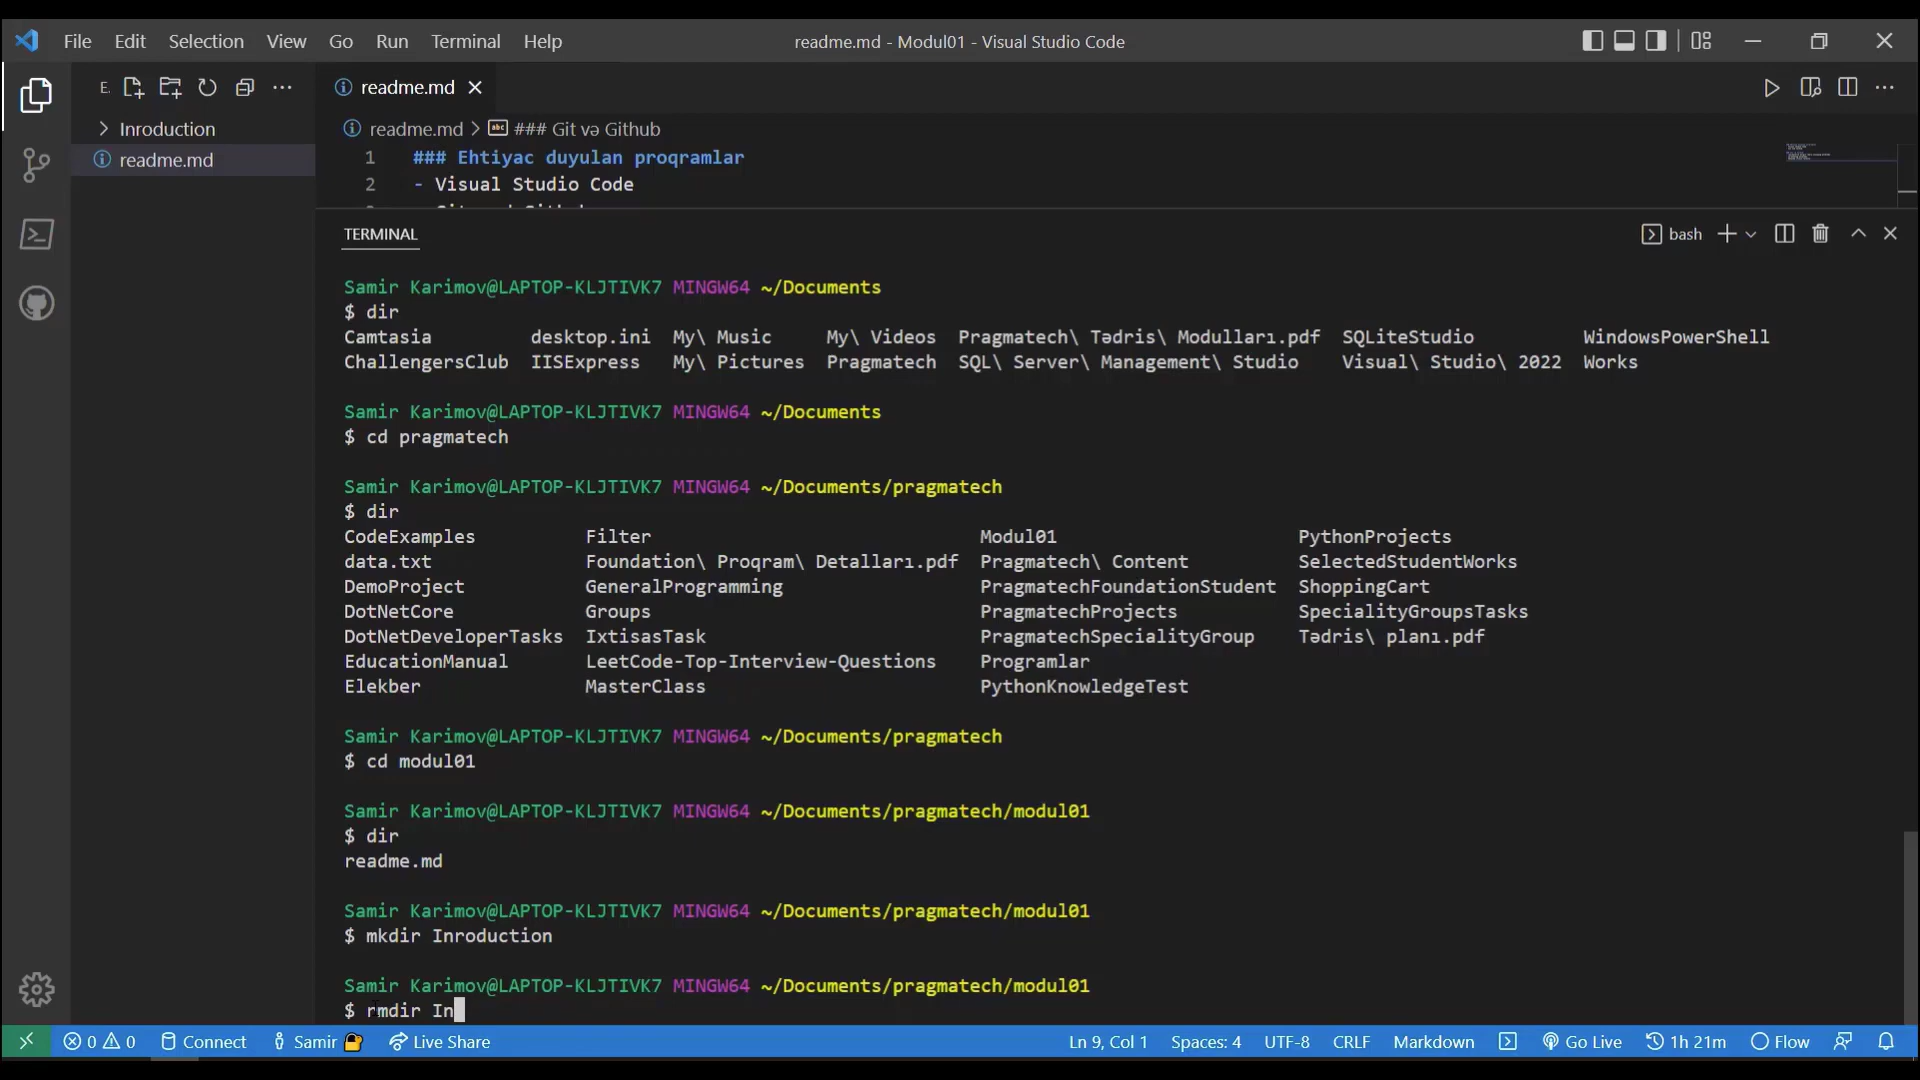 File Edit Selection View Go Run Terminal Help readme.md - Modul01 - Visual Studio Code
E. readme.md
Inroduction readme.md > ### Git və Github
readme.md 1 ### Ehtiyac duyulan proqramlar
2 - Visual Studio Code
TERMINAL bash
Samir Karimov@LAPTOP-KLJTIVK7 MINGW64 ~/Documents
$ dir
Camtasia desktop.ini My\ Music My\ Videos Pragmatech\ Tədris\ Modulları.pdf SQLiteStudio WindowsPowerShell
ChallengersClub IISExpress My\ Pictures Pragmatech SQL\ Server\ Management\ Studio Visual\ Studio\ 2022 Works
Samir Karimov@LAPTOP-KLJTIVK7 MINGW64 ~/Documents
$ cd pragmatech
Samir Karimov@LAPTOP-KLJTIVK7 MINGW64 ~/Documents/pragmatech
$ dir
CodeExamples Filter Modul01 PythonProjects
data.txt Foundation\ Proqram\ Detalları.pdf Pragmatech\ Content SelectedStudentWorks
DemoProject GeneralProgramming PragmatechFoundationStudent ShoppingCart
DotNetCore Groups PragmatechProjects SpecialityGroupsTasks
DotNetDeveloperTasks IxtisasTask PragmatechSpecialityGroup Tədris\ planı.pdf
EducationManual LeetCode-Top-Interview-Questions Programlar
Elekber MasterClass PythonKnowledgeTest
Samir Karimov@LAPTOP-KLJTIVK7 MINGW64 ~/Documents/pragmatech
$ cd modul01
Samir Karimov@LAPTOP-KLJTIVK7 MINGW64 ~/Documents/pragmatech/modul01
$ dir
readme.md
Samir Karimov@LAPTOP-KLJTIVK7 MINGW64 ~/Documents/pragmatech/modul01
$ mkdir Inroduction
Samir Karimov@LAPTOP-KLJTIVK7 MINGW64 ~/Documents/pragmatech/modul01
$ rmdir In
0 0 Connect Samir Live Share Ln 9, Col 1 Spaces: 4 UTF-8 CRLF Markdown Go Live 1h 21m Flow